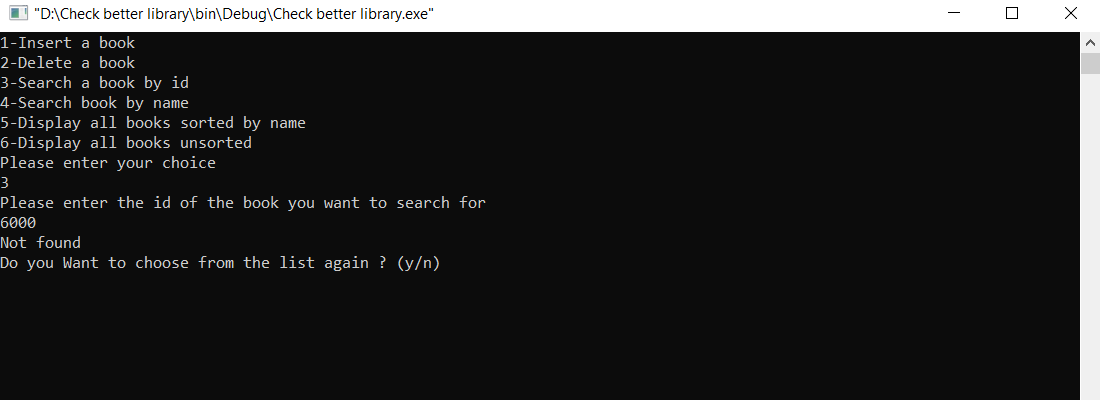 "D:\Check better library\bin\Debug\Check better library.exe"
1-Insert a book
2-Delete a book
3-Search a book by id
4-Search book by name
5-Display all books sorted by name
6-Display all books unsorted
Please enter your choice
3
Please enter the id of the book you want to search for
6000
Not found
Do you Want to choose from the list again ? (y/n)